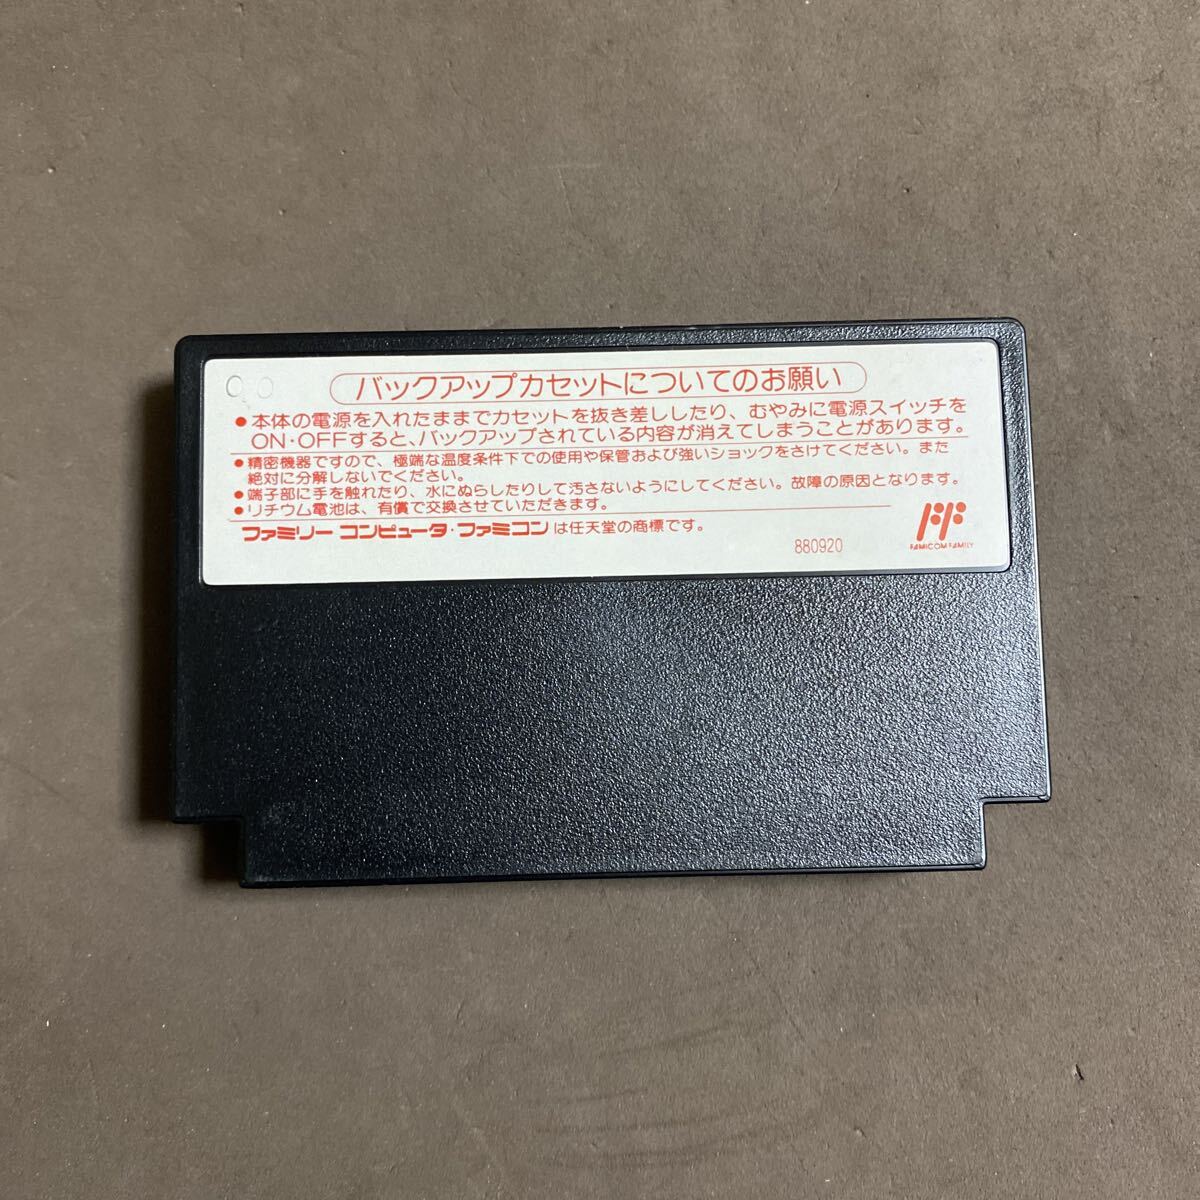 バックアップカセットについてのお願い
●本体の電源を入れたままでカセットを抜き差ししたり、むやみに電源スイッチを
ON・OFFすると、バックアップされている内容が消えてしまうことがあります。
●精密機器ですので、極端な温度条件下での使用や保管および強いショックをさけてください。また
絶対に分解しないでください。
●端子部に手を触れたり、水にぬらしたりして汚さないようにしてください。故障の原因となります。
●リチウム電池は、有償で交換させていただきます。
ファミリー コンピュータ・ファミコン は任天堂の商標です。
880920
FAMICOM FAMILY